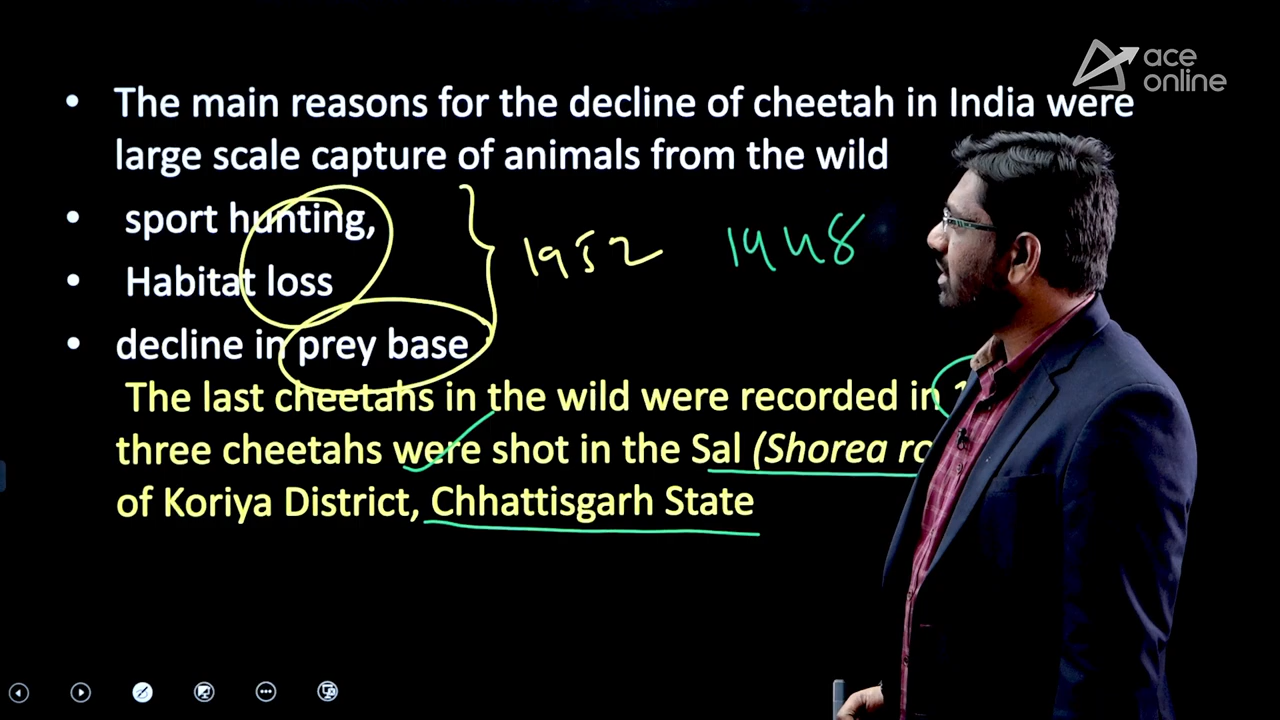 ace
online
• The main reasons for the decline of cheetah in India were
large scale capture of animals from the wild
• sport hunting,
• Habitat loss
• decline in prey base
1952 1948
The last cheetahs in the wild were recorded in
three cheetahs were shot in the Sal (Shorea
of Koriya District, Chhattisgarh State